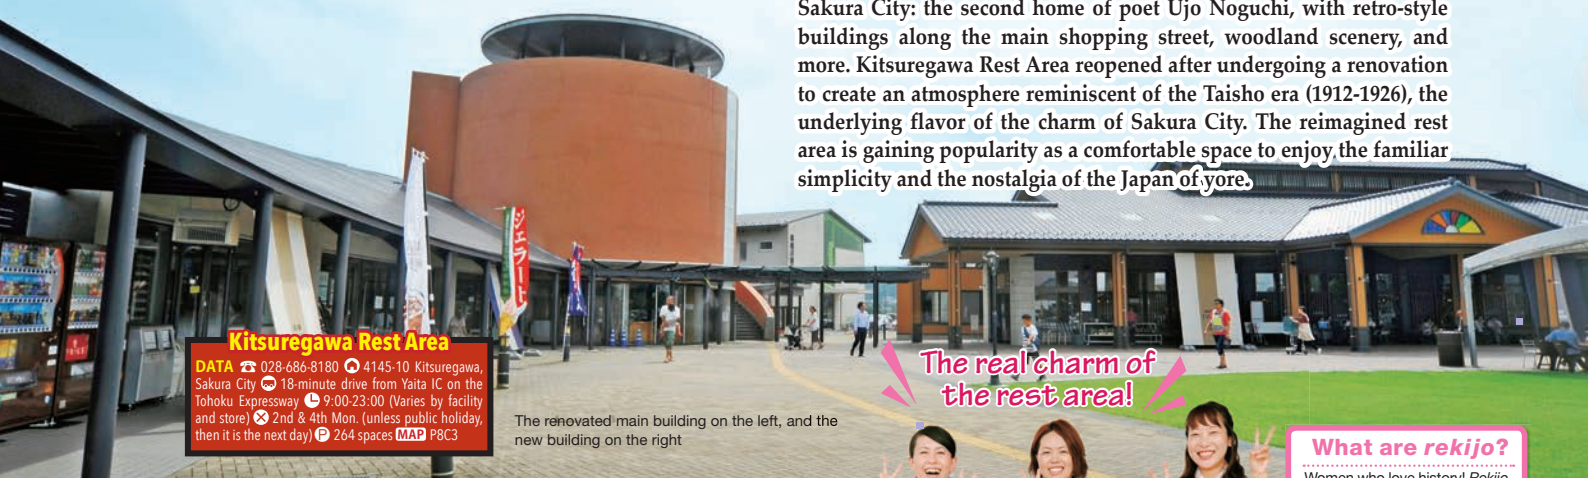 Sakura City: the second home of poet Ujo Noguchi, with retro-style
buildings along the main shopping street, woodland scenery, and
more. Kitsuregawa Rest Area reopened after undergoing a renovation
to create an atmosphere reminiscent of the Taisho era (1912-1926), the
underlying flavor of the charm of Sakura City. The reimagined rest
area is gaining popularity as a comfortable space to enjoy the familiar
simplicity and the nostalgia of the Japan of yore.
ジェラート
Kitsuregawa Rest Area
DATA 028-686-8180 4145-10 Kitsuregawa,
Sakura City 18-minute drive from Yaita IC on the
Tohoku Expressway 9:00-23:00 (Varies by facility
and store) 2nd & 4th Mon. (unless public holiday,
then it is the next day) P 264 spaces MAP P8C3
The renovated main building on the left, and the
new building on the right
The real charm of
the rest area!
What are rekijo?
Women who love history! Rekijo